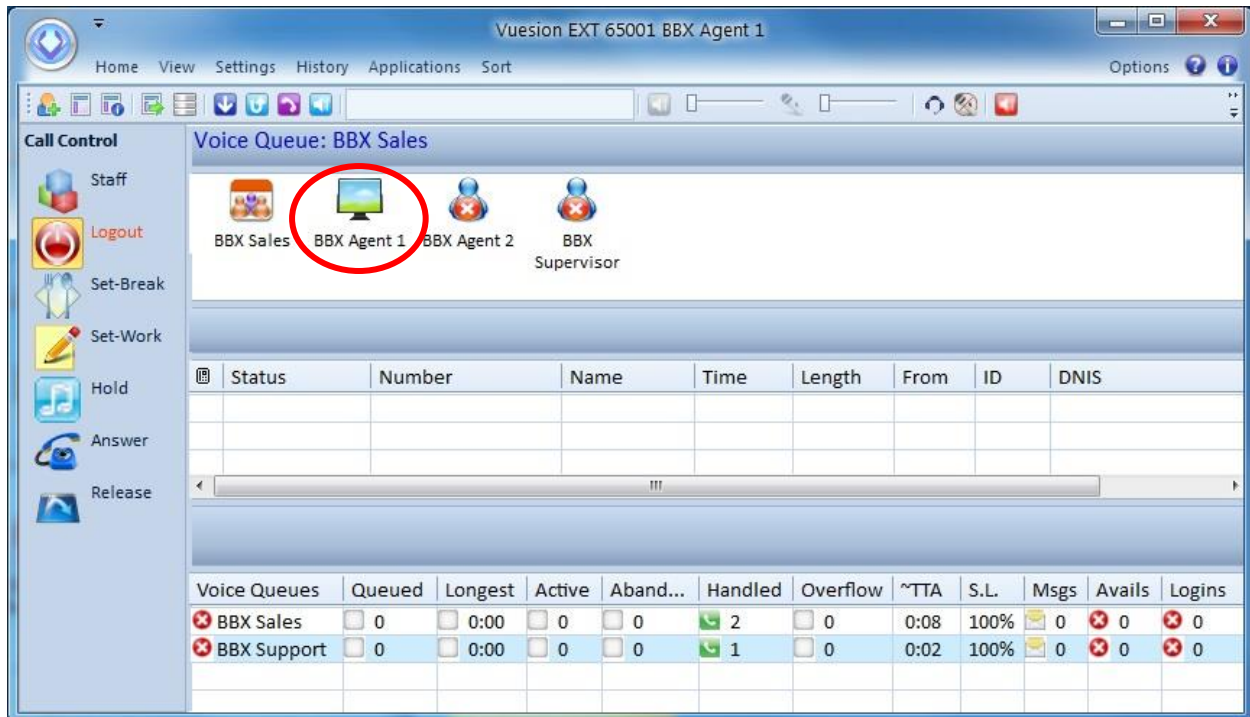 Vuesion EXT 65001 BBX Agent 1
Home View Settings History Applications Sort Options
Call Control
Staff
Logout
Set-Break
Set-Work
Hold
Answer
Release
Voice Queue: BBX Sales
BBX Sales BBX Agent 1 BBX Agent 2 BBX
Supervisor
Status Number Name Time Length From ID DNIS
Voice Queues Queued Longest Active Aband... Handled Overflow ~TTA S.L. Msgs Avails Logins
BBX Sales 0 0:00 0 0 2 0 0:08 100% 0 0 0
BBX Support 0 0:00 0 0 1 0 0:02 100% 0 0 0